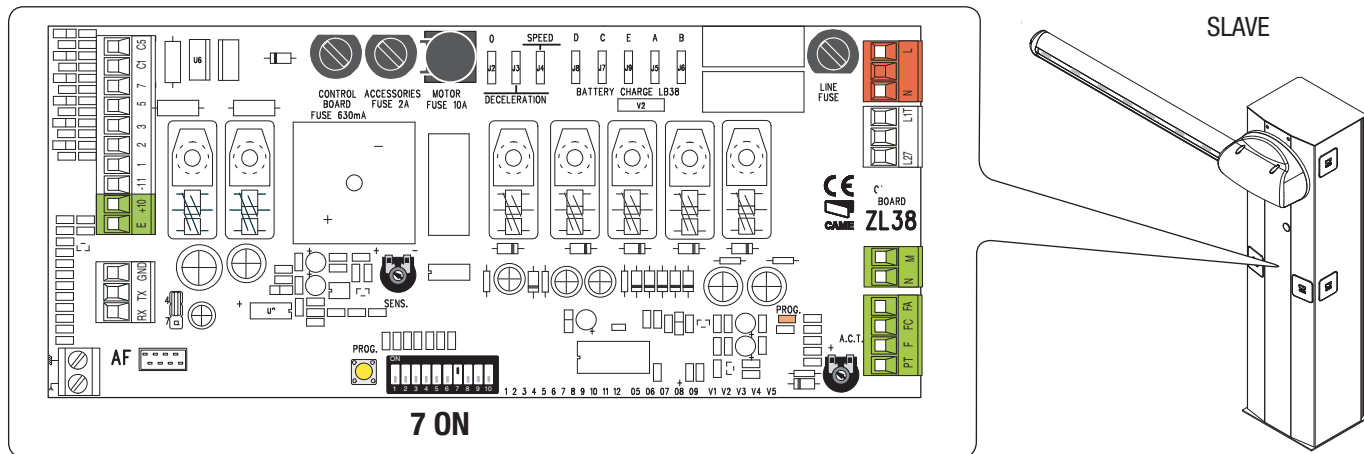 SLAVE
C5
C1
7
5
3
2
1
-11
+10
E
U6
CONTROL
BOARD
FUSE 630mA
ACCESSORIES
FUSE 2A
MOTOR
FUSE 10A
0 SPEED D C E A B
J2 J3 J4 J8 J7 J9 J5 J6
DECELERATION
BATTERY CHARGE LB38
V2
LINE
FUSE
L
N
L1T
L2T
CE
BOARD
ZL38
CAME
M
N
GND
TX
RX
4
7
AF
- +
SENS.
PROG.
A.C.T.
FA
FC
F
PT
PROG.
ON
1 2 3 4 5 6 7 8 9 10
1 2 3 4 5 6 7 8 9 10 11 12 05 06 07 08 09 V1 V2 V3 V4 V5
7 ON